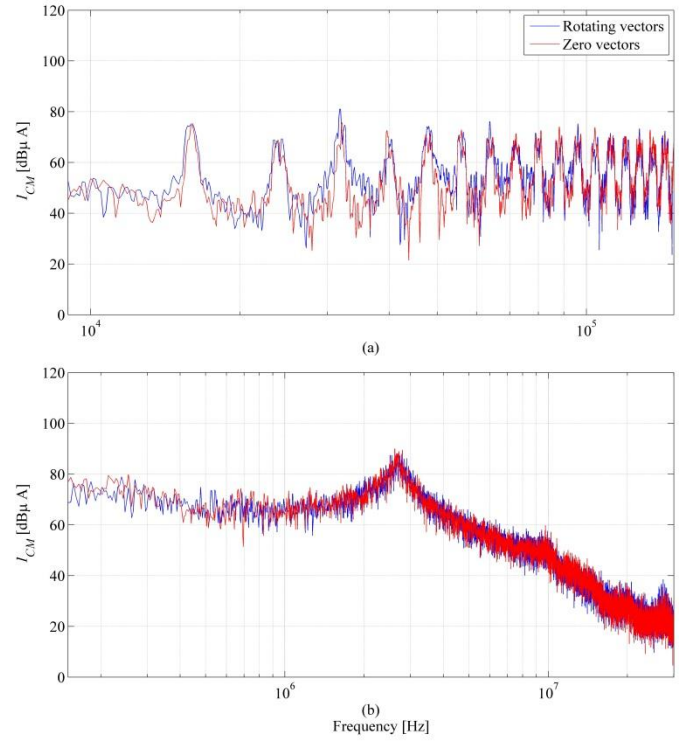 120
100
80
60
40
20
0
I_CM [dBμ A]
Rotating vectors
Zero vectors
10^4
10^5
(a)
120
100
80
60
40
20
0
I_CM [dBμ A]
10^6
10^7
(b)
Frequency [Hz]